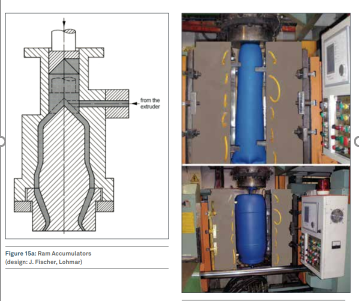 from the
extruder
Figure 15a: Ram Accumulators
(design: J. Fischer, Lohmar)